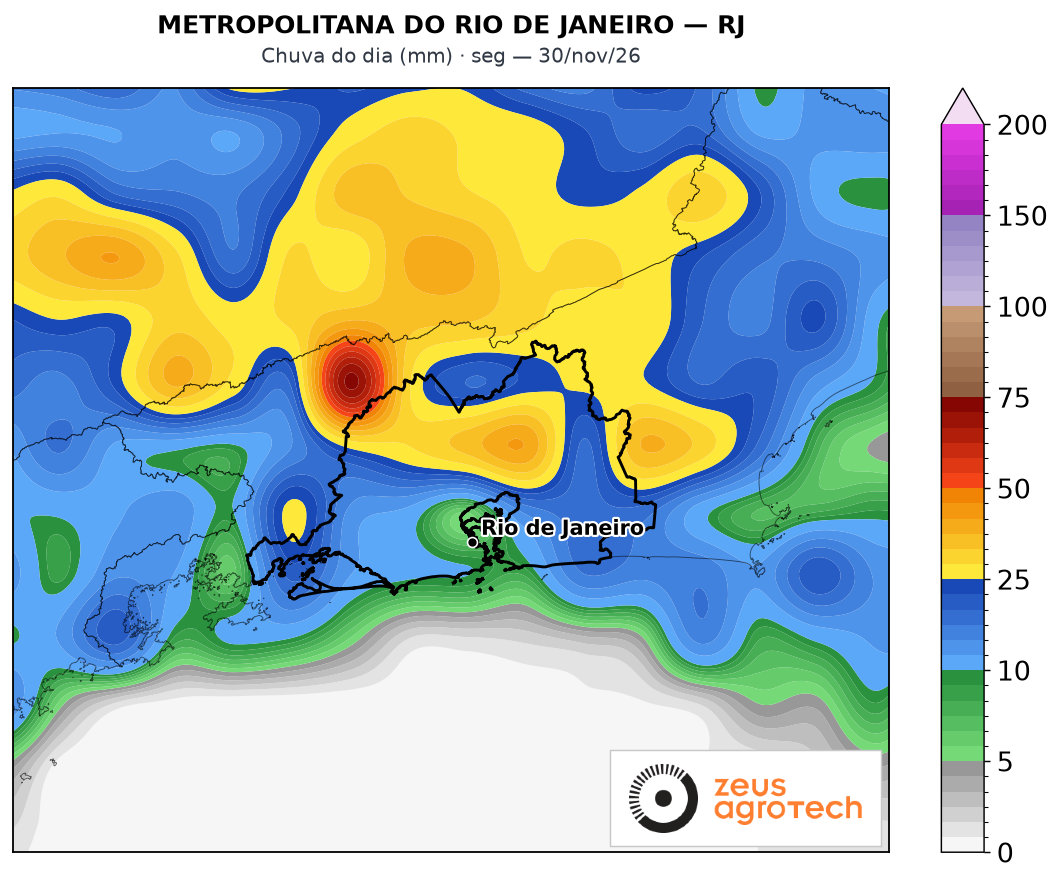 METROPOLITANA DO RIO DE JANEIRO — RJ
Chuva do dia (mm) · seg — 30/nov/26
200
150
100
75
50
25
10
5
0
Rio de Janeiro
zeus
agrotech